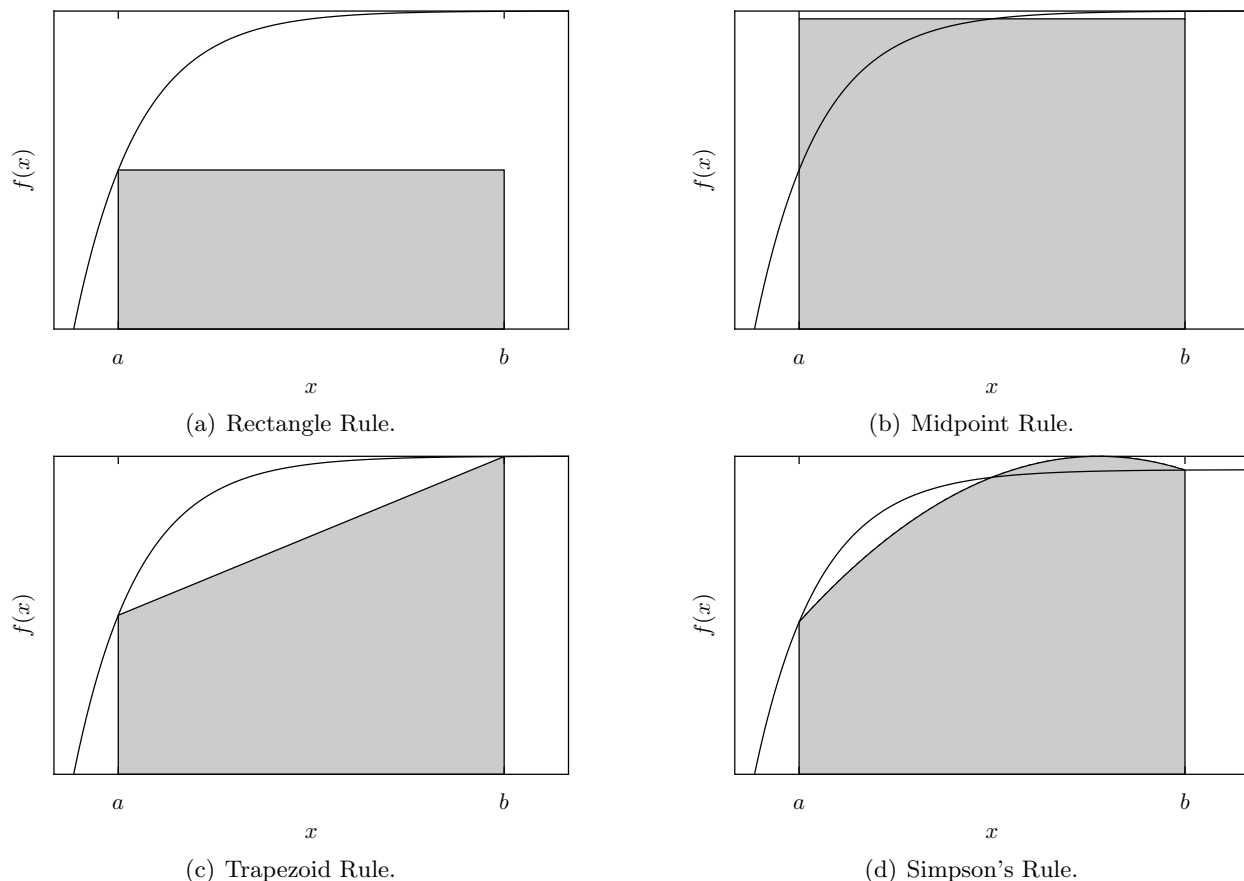 f(x)
a
b
x
(a) Rectangle Rule.
f(x)
a
b
x
(b) Midpoint Rule.
f(x)
a
b
x
(c) Trapezoid Rule.
f(x)
a
b
x
(d) Simpson's Rule.